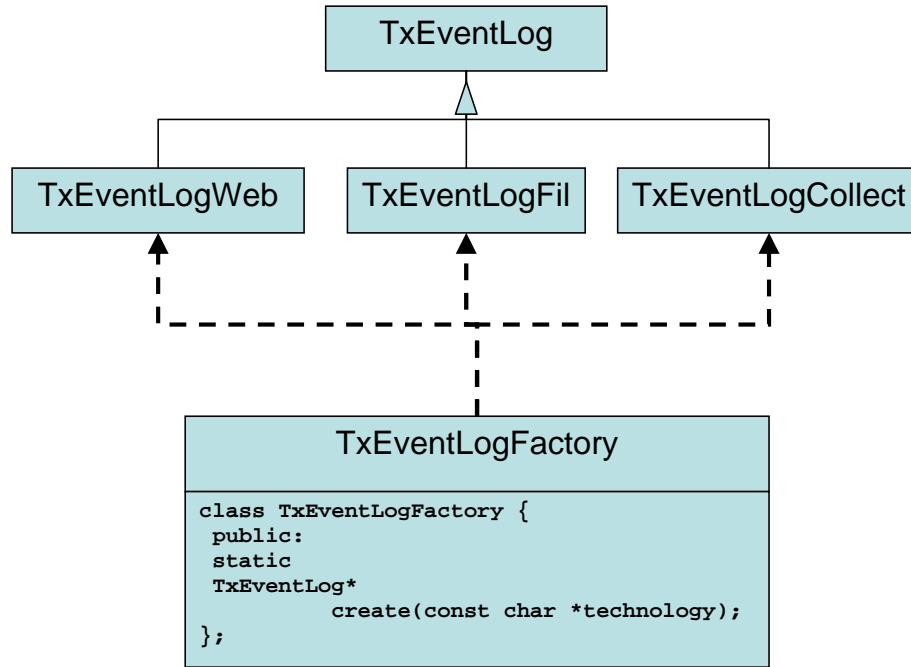 TxEventLog
TxEventLogWeb
TxEventLogFil
TxEventLogCollect
TxEventLogFactory
class TxEventLogFactory {
public:
static
TxEventLog*
create(const char *technology);
};